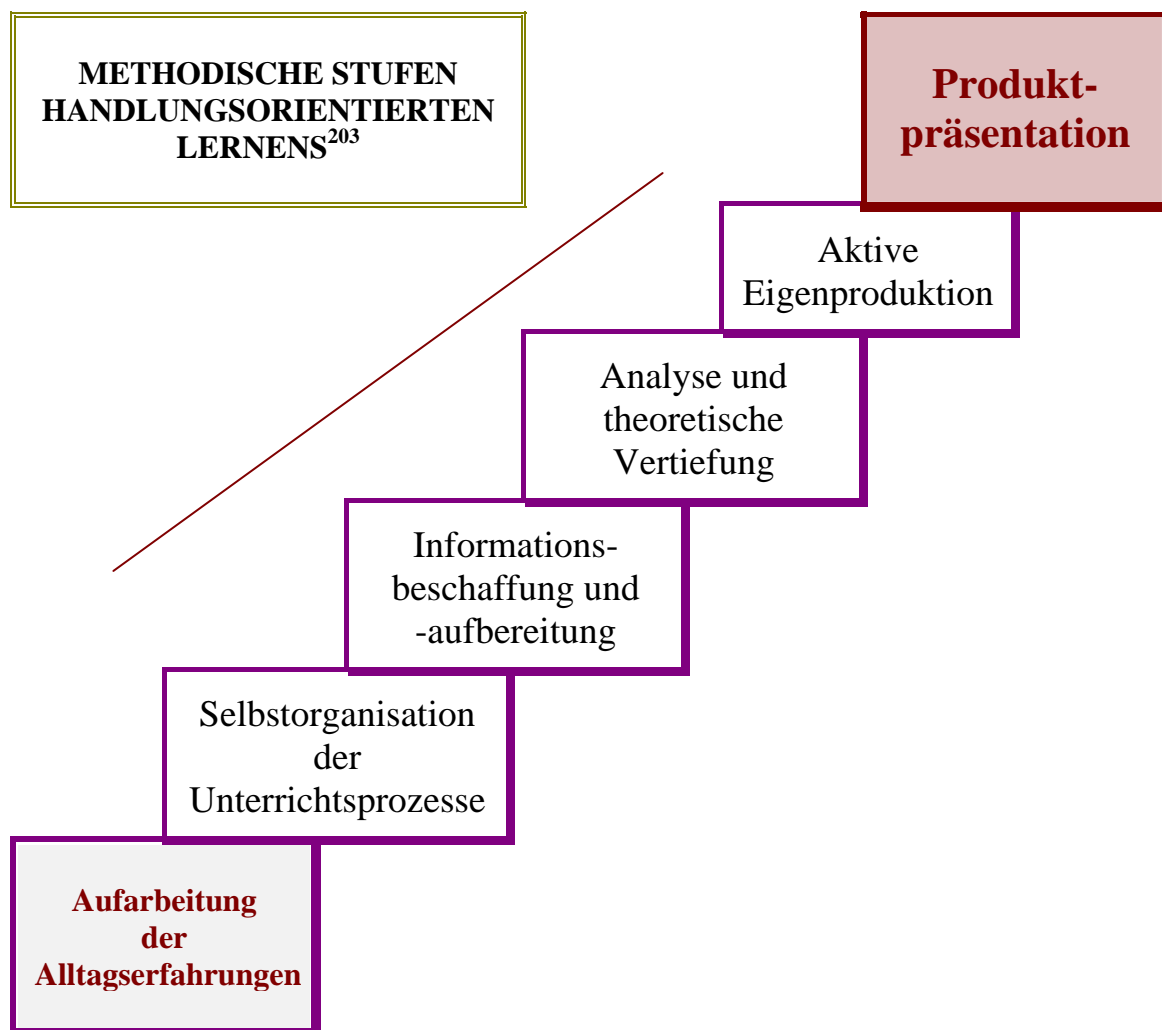 METHODISCHE STUFEN
HANDLUNGSORIENTIERTEN
LERNENS²⁰³
Produkt-
präsentation
Aktive
Eigenproduktion
Analyse und
theoretische
Vertiefung
Informations-
beschaffung und
-aufbereitung
Selbstorganisation
der
Unterrichtsprozesse
Aufarbeitung
der
Alltagserfahrungen